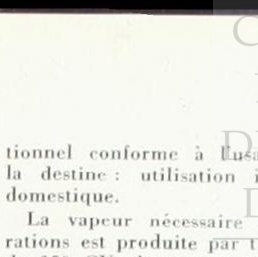 tionnel conforme à l'usa
la destine : utilisation i
domestique.
La vapeur nécessaire
rations est produite par t